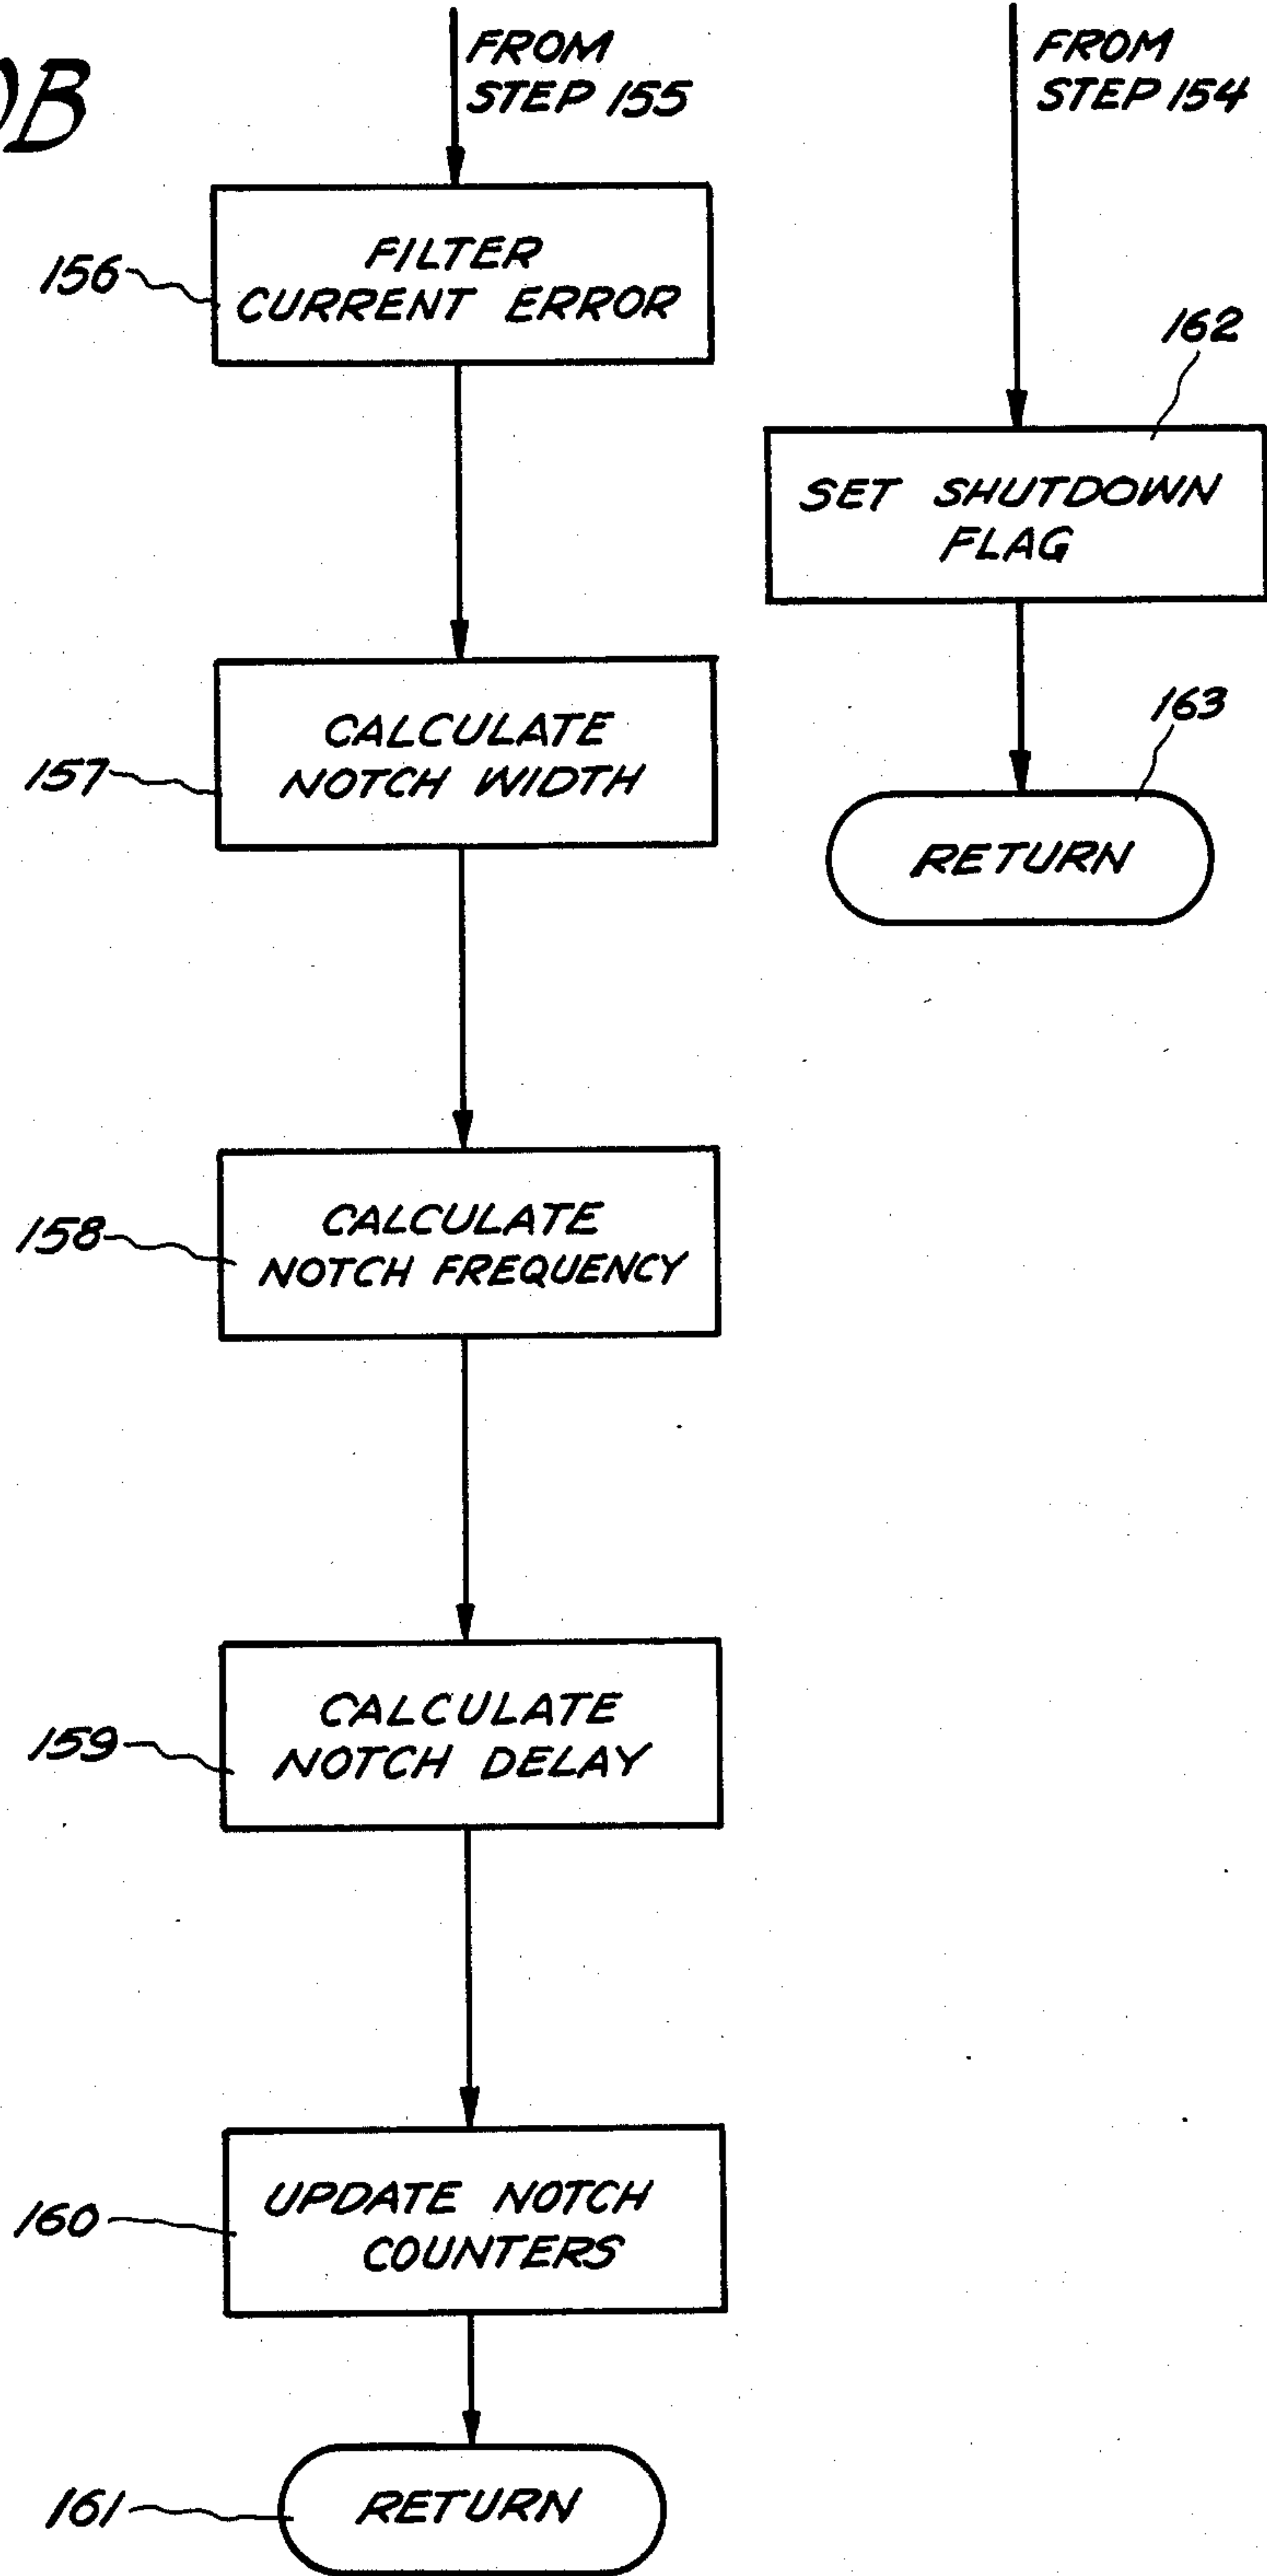 FROM
STEP 155
FROM
STEP 154
FILTER
CURRENT ERROR
156
162
SET SHUTDOWN
FLAG
CALCULATE
NOTCH WIDTH
157
163
RETURN
CALCULATE
NOTCH FREQUENCY
158
CALCULATE
NOTCH DELAY
159
UPDATE NOTCH
COUNTERS
160
RETURN
161